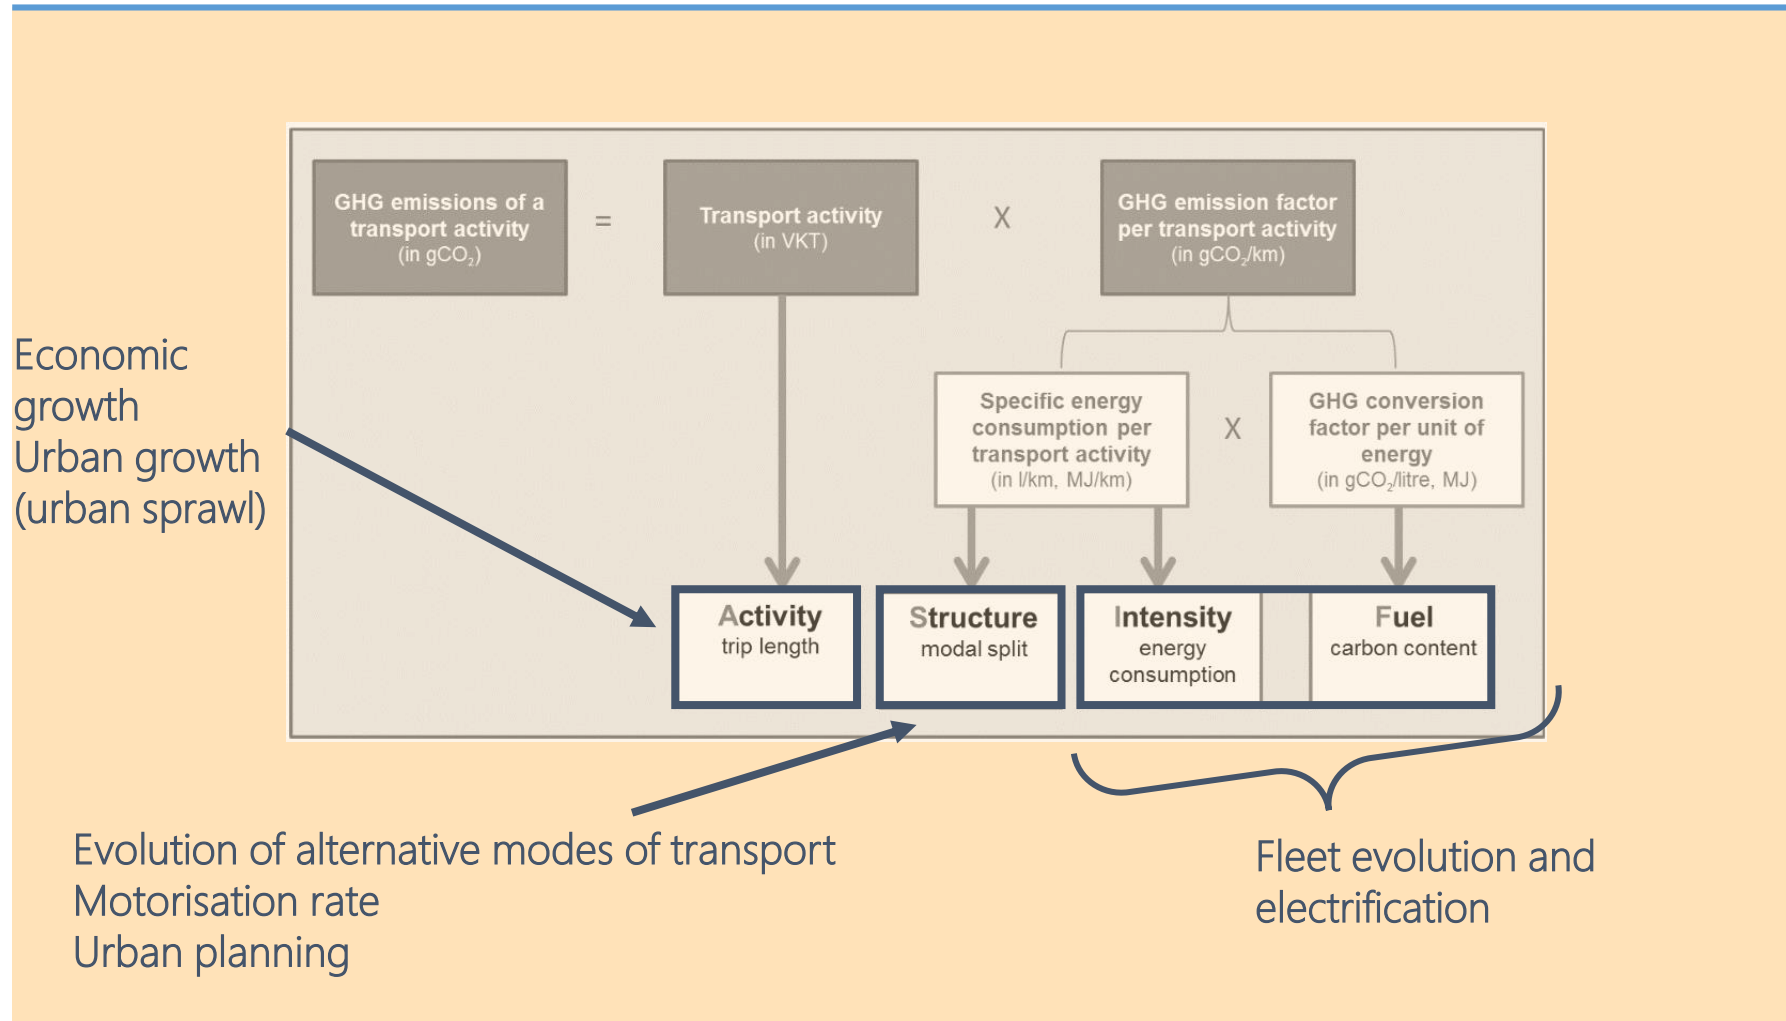 GHG emissions of a
transport activity
(in gCO₂)
=
Transport activity
(in VKT)
X
GHG emission factor
per transport activity
(in gCO₂/km)
Economic
growth
Urban growth
(urban sprawl)
Specific energy
consumption per
transport activity
(in l/km, MJ/km)
X
GHG conversion
factor per unit of
energy
(in gCO₂/litre, MJ)
Activity
trip length
Structure
modal split
Intensity
energy
consumption
Fuel
carbon content
Evolution of alternative modes of transport
Motorisation rate
Urban planning
Fleet evolution and
electrification